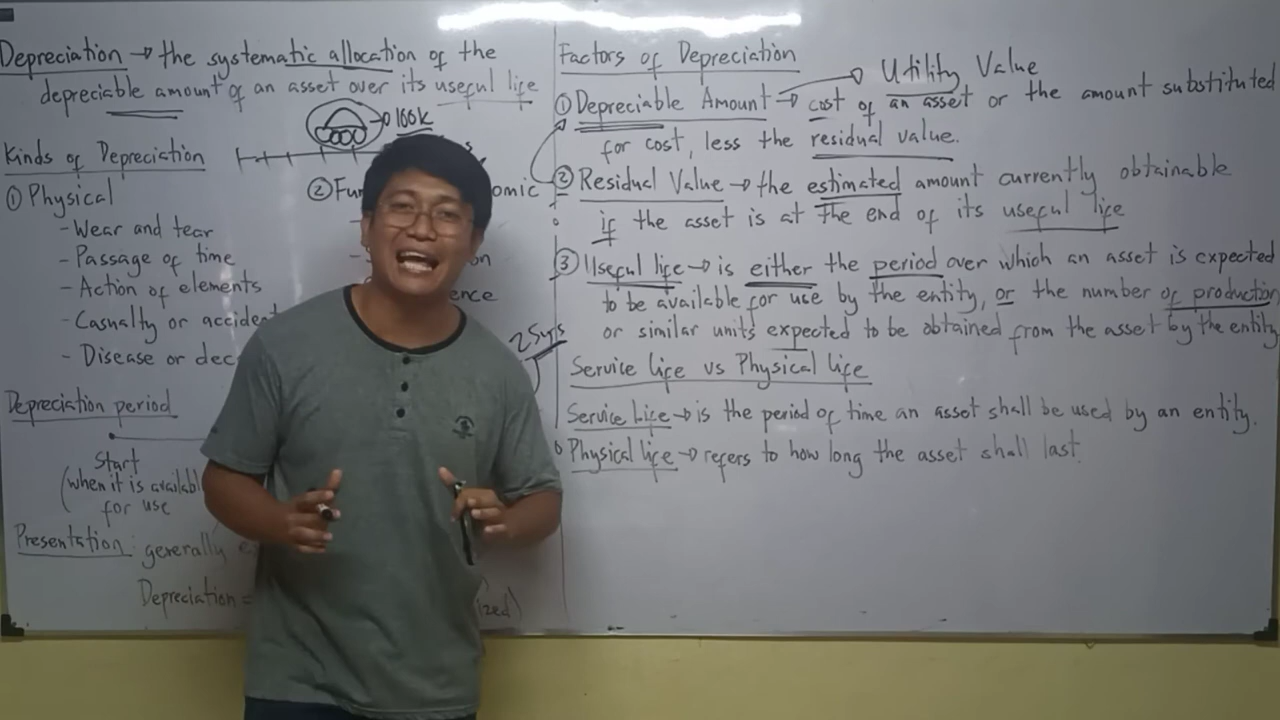 Depreciation → the systematic allocation of the
depreciable amount of an asset over its useful life
→ 100k
Kinds of Depreciation
① Physical
- Wear and tear
- Passage of time
- Action of elements
- Casualty or
- Disease or
②
omic
ence
25yrs
Depreciation period
Start
(when it is
for use
Presentation: generally
Depreciation =
ized)
Factors of Depreciation
Utility Value
① Depreciable Amount → cost of an asset or the amount substituted
for cost, less the residual value.
② Residual Value → the estimated amount currently obtainable
if the asset is at the end of its useful life
③ Useful life → is either the period over which an asset is expected
to be available for use by the entity, or the number of production
or similar units expected to be obtained from the asset by the entity
Service life vs Physical life
Service Life → is the period of time an asset shall be used by an entity.
Physical life → refers to how long the asset shall last.